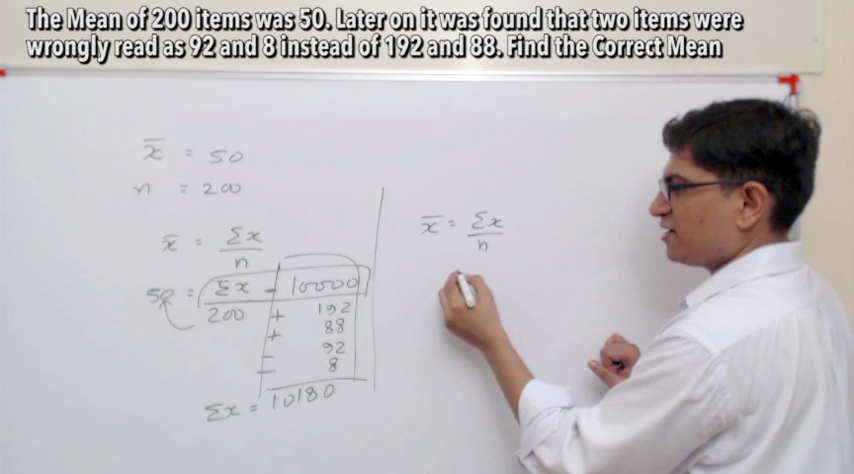 The Mean of 200 items was 50. Later on it was found that two items were
wrongly read as 92 and 8 instead of 192 and 88. Find the Correct Mean
x̄ = 50
n = 200
x̄ = Σx / n
50 = Σx / 200
Σx = 10000
+ 192
+ 88
- 92
- 8
Σx = 10180
x̄ = Σx / n